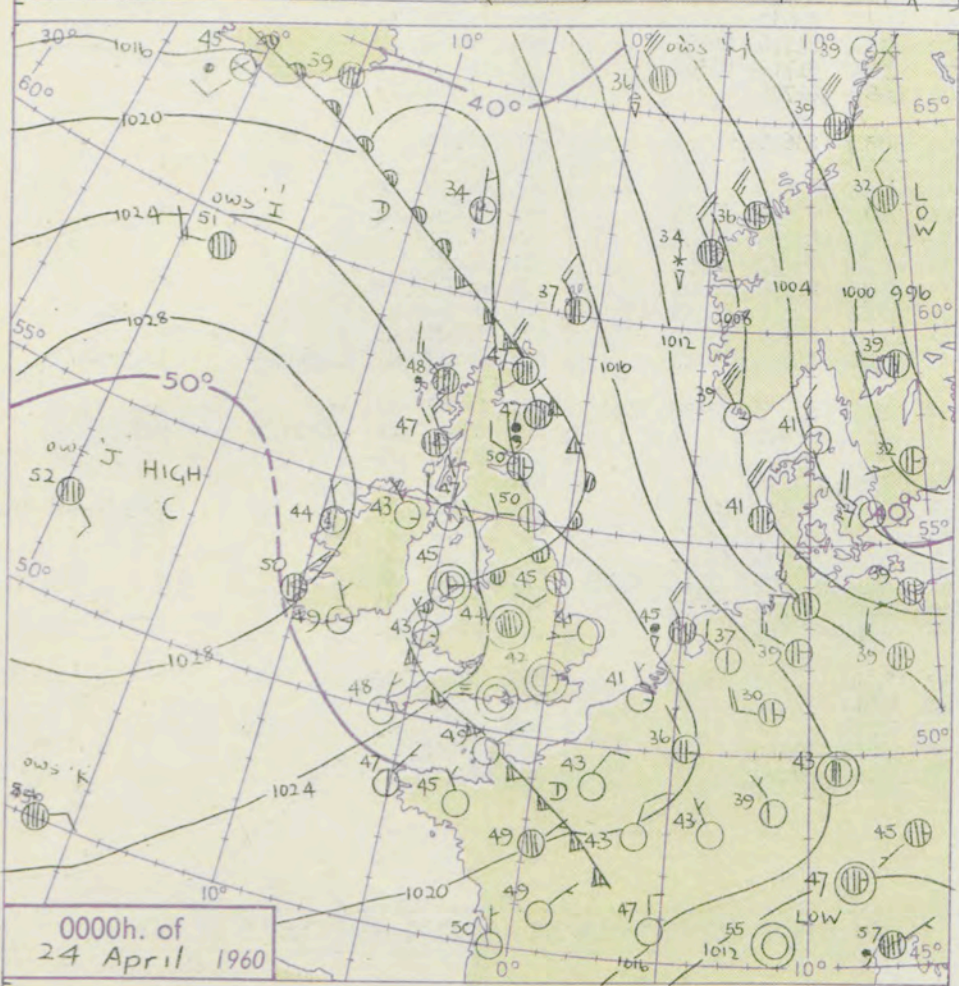 30° 1016 45 20° 59 10° 0° ows 'M' 10° 39
60° 36 40° 39 65°
1020 34 D 36 32 LOW
1024 51 ows 'I' 34
37 1004 1000 996 60°
1028 1008
55° 1012 39
50° 48 47 1016
47 47 39 41
ows 'J' HIGH 50 32
52 C 44 43 50 41 55°
50° 50 45 45 39
49 43 44 45 37
1028 42 39 39
48 41 30
49 36 50°
ows 'K' 47 45 1024 43 D 43
39
49 43 43 45
10° 1020 49 47 47
0000h. of LOW
24 April 1960 50 55 57
0° 1016 1012 10° 45°